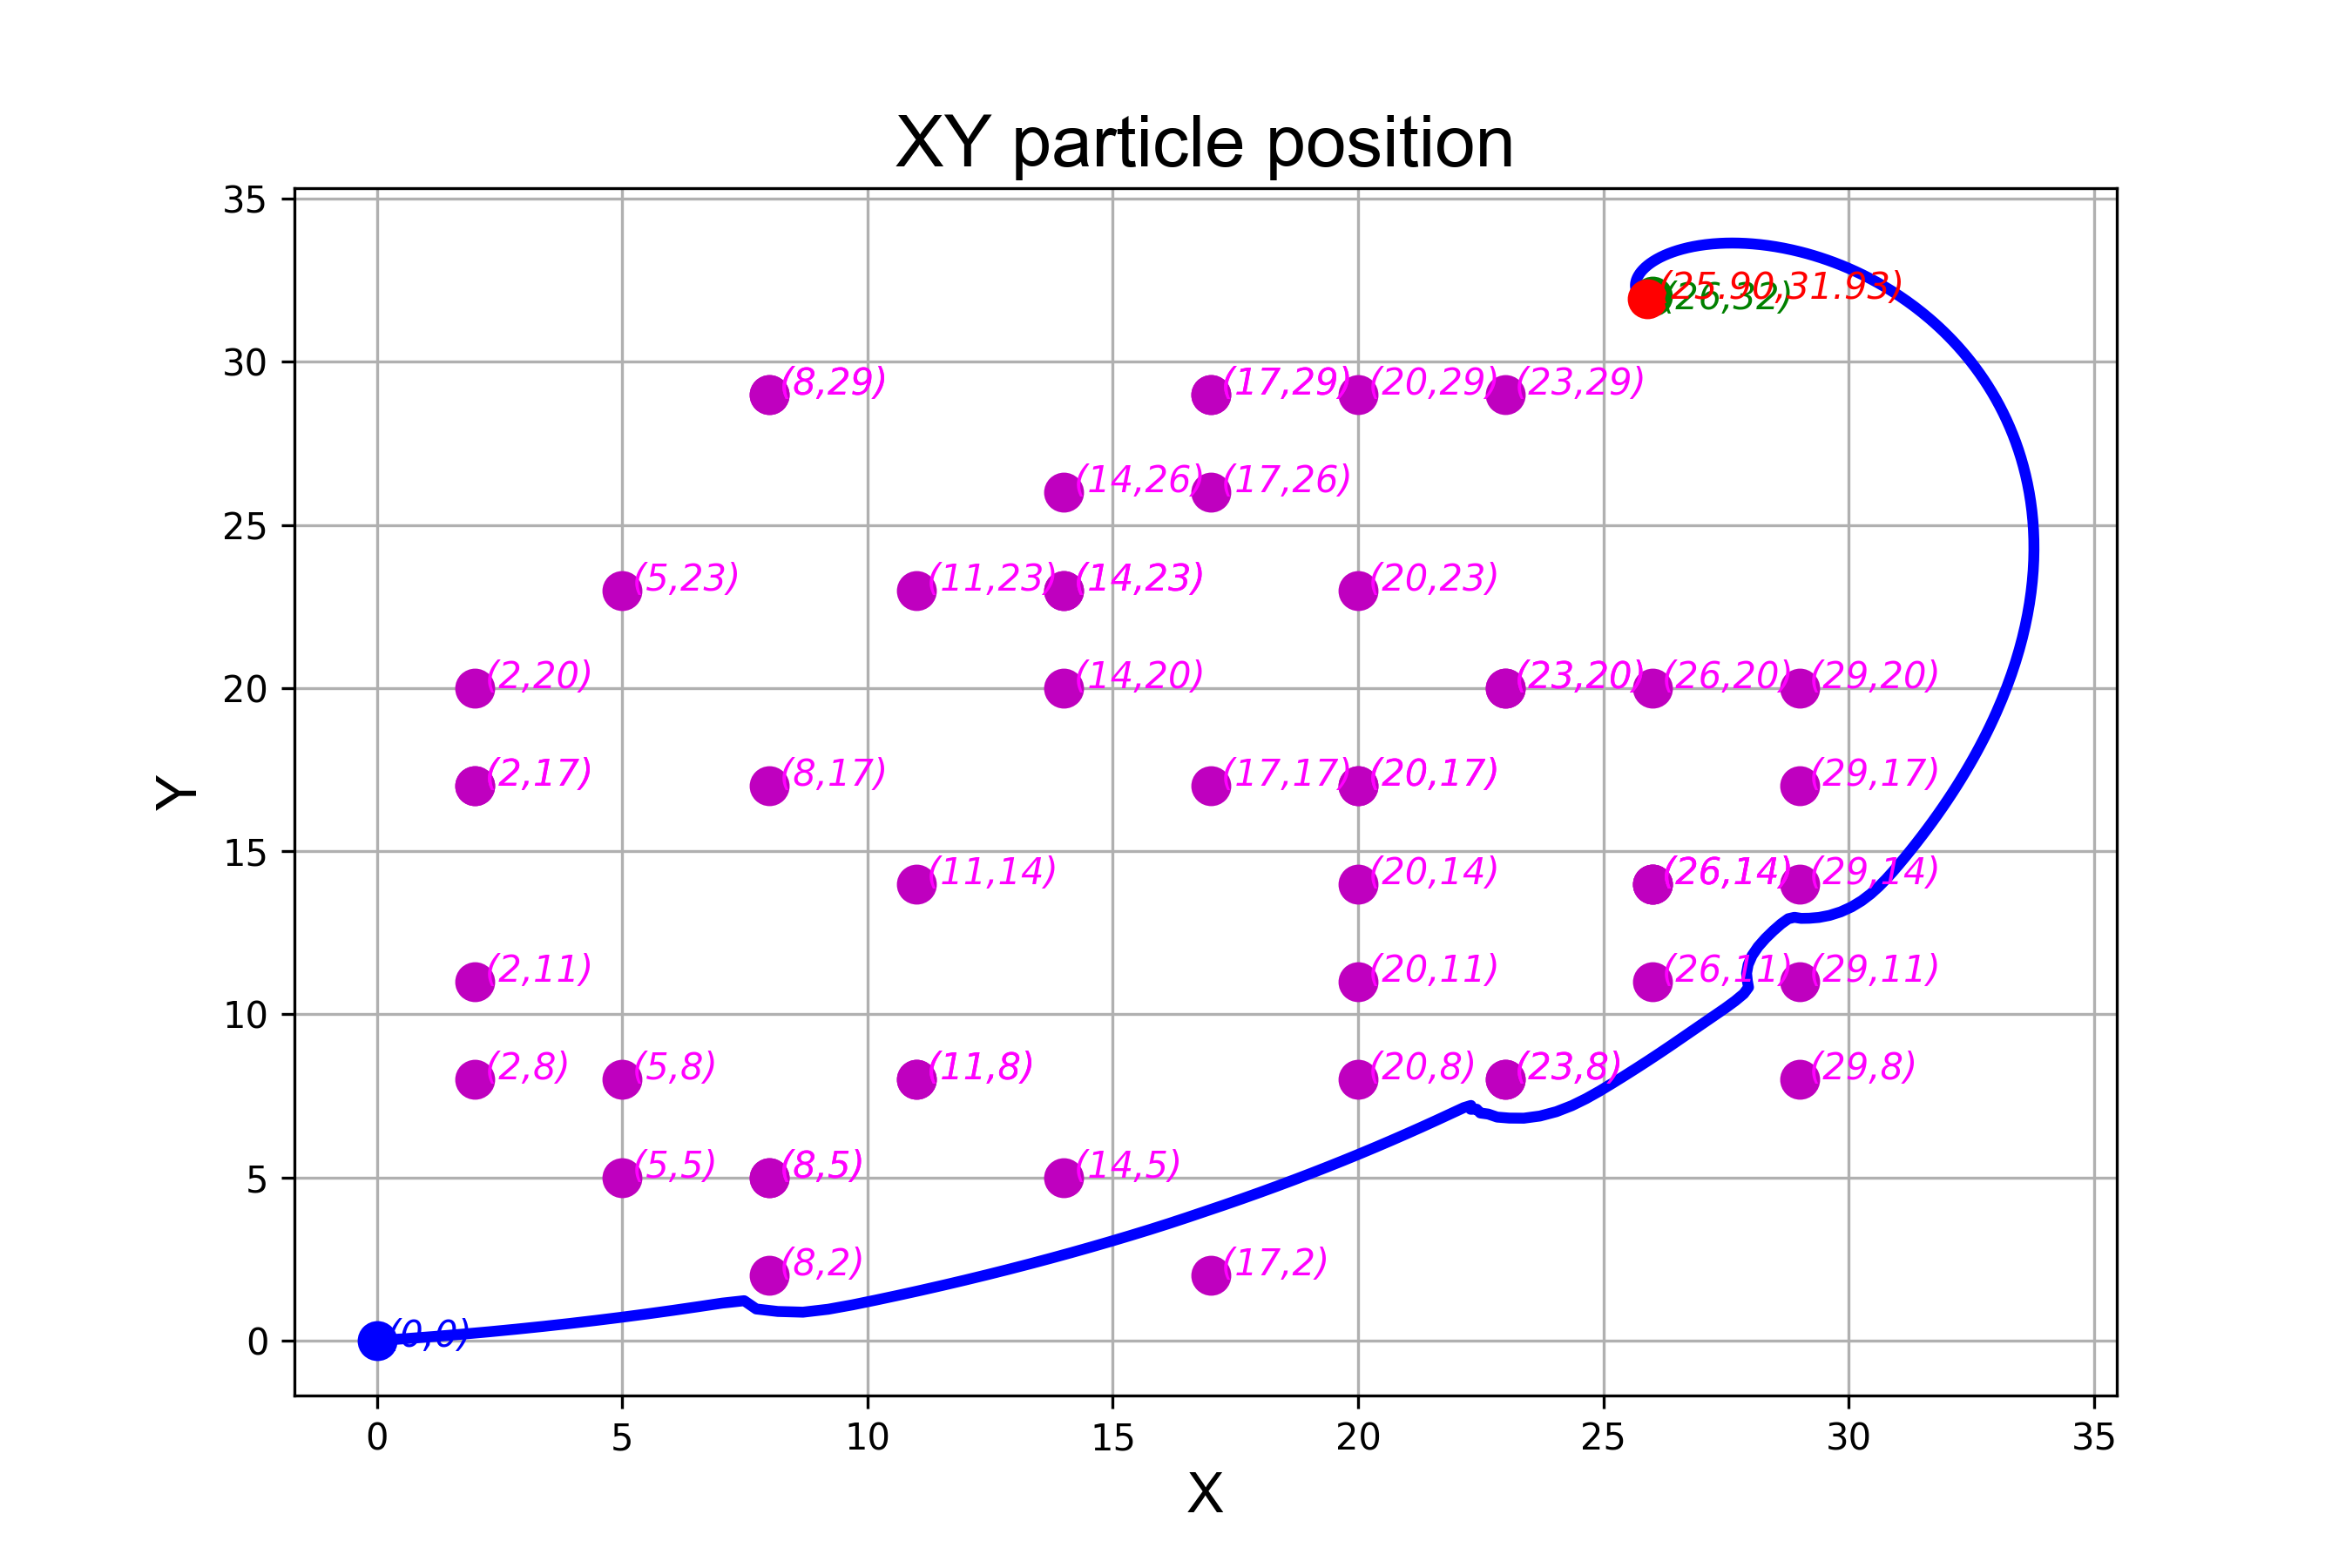 XY particle position
35
(25.90,31.93)
(26,32)
30
(8,29) (17,29) (20,29) (23,29)
(14,26) (17,26)
25
(5,23) (11,23) (14,23) (20,23)
20 (2,20) (14,20) (23,20) (26,20) (29,20)
(2,17) (8,17) (17,17) (20,17) (29,17)
Y
15
(11,14) (20,14) (26,14) (29,14)
(2,11) (20,11) (26,11) (29,11)
10
(2,8) (5,8) (11,8) (20,8) (23,8) (29,8)
5 (5,5) (8,5) (14,5)
(8,2) (17,2)
0 (0,0)
0 5 10 15 20 25 30 35
X